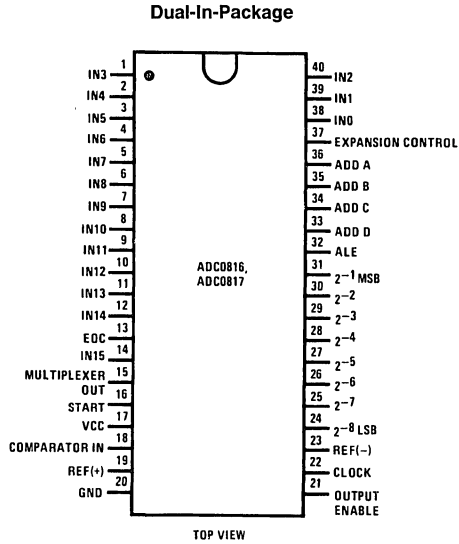 Dual-In-Package
IN3 1 40 IN2
IN4 2 39 IN1
IN5 3 38 IN0
IN6 4 37 EXPANSION CONTROL
IN7 5 36 ADD A
IN8 6 35 ADD B
IN9 7 34 ADD C
IN10 8 33 ADD D
IN11 9 32 ALE
IN12 10 31 2⁻¹ MSB
IN13 11 30 2⁻²
IN14 12 29 2⁻³
EOC 13 28 2⁻⁴
IN15 14 27 2⁻⁵
MULTIPLEXER OUT 15 26 2⁻⁶
START 16 25 2⁻⁷
VCC 17 24 2⁻⁸ LSB
COMPARATOR IN 18 23 REF(−)
REF(+) 19 22 CLOCK
GND 20 21 OUTPUT ENABLE
ADC0816,
ADC0817
TOP VIEW